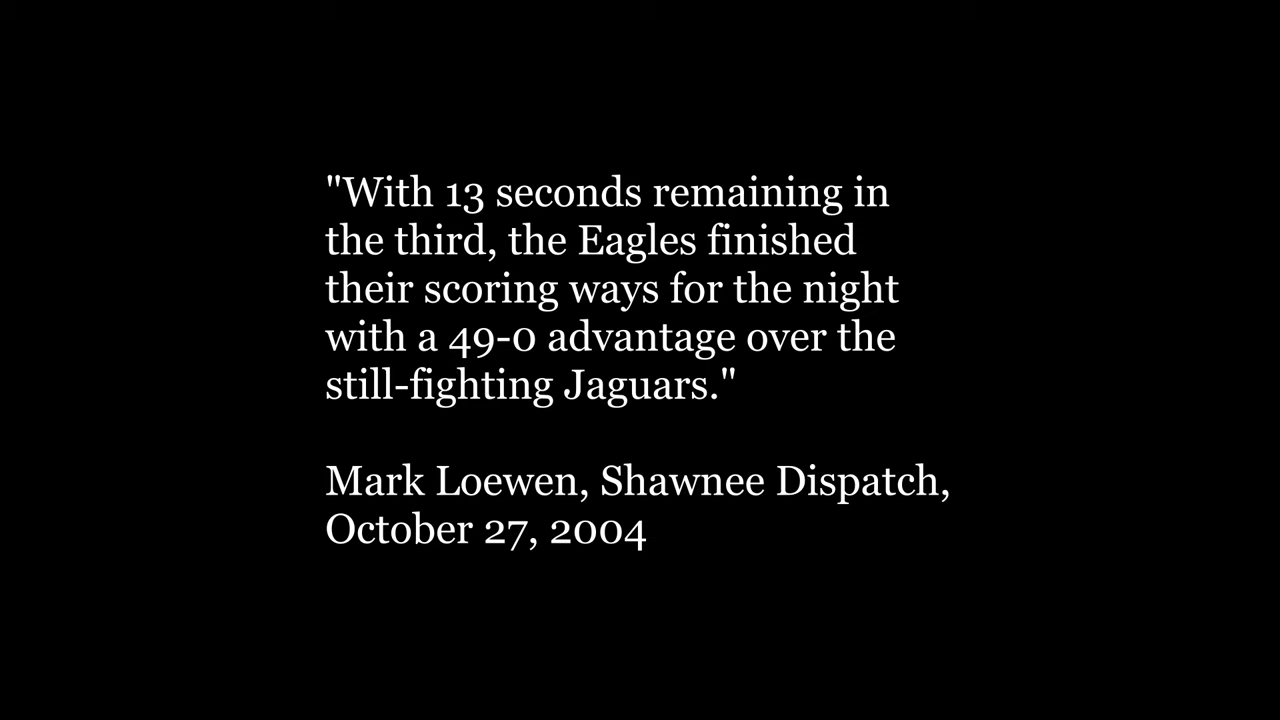 "With 13 seconds remaining in
the third, the Eagles finished
their scoring ways for the night
with a 49-0 advantage over the
still-fighting Jaguars."
Mark Loewen, Shawnee Dispatch,
October 27, 2004